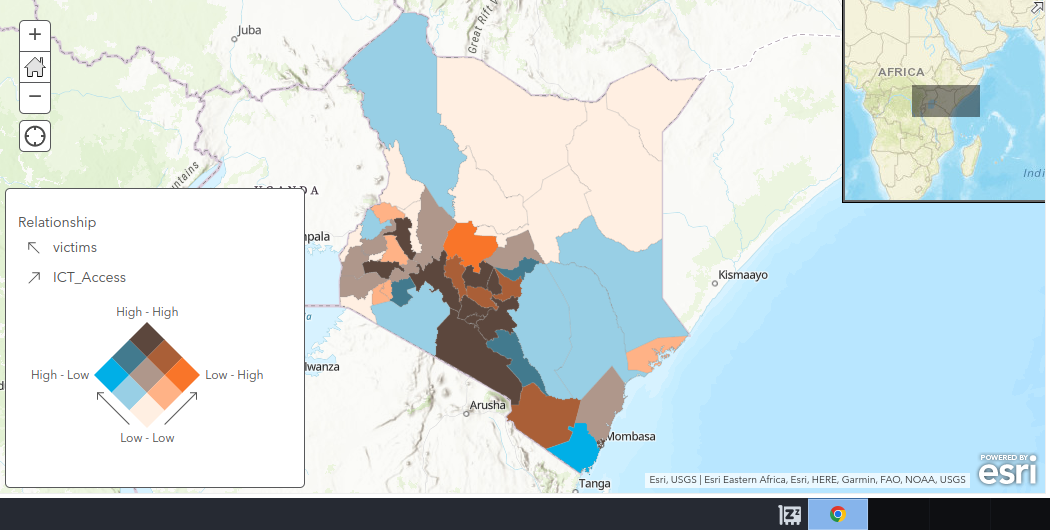 Juba
Great Rift V
AFRICA
Indi
untains
UGANDA
mpala
Kismaayo
Relationship
victims
ICT_Access
High - High
High - Low
Low - High
Low - Low
a
Iwanza
Arusha
Mombasa
Tanga
POWERED BY
esri
Esri, USGS | Esri Eastern Africa, Esri, HERE, Garmin, FAO, NOAA, USGS